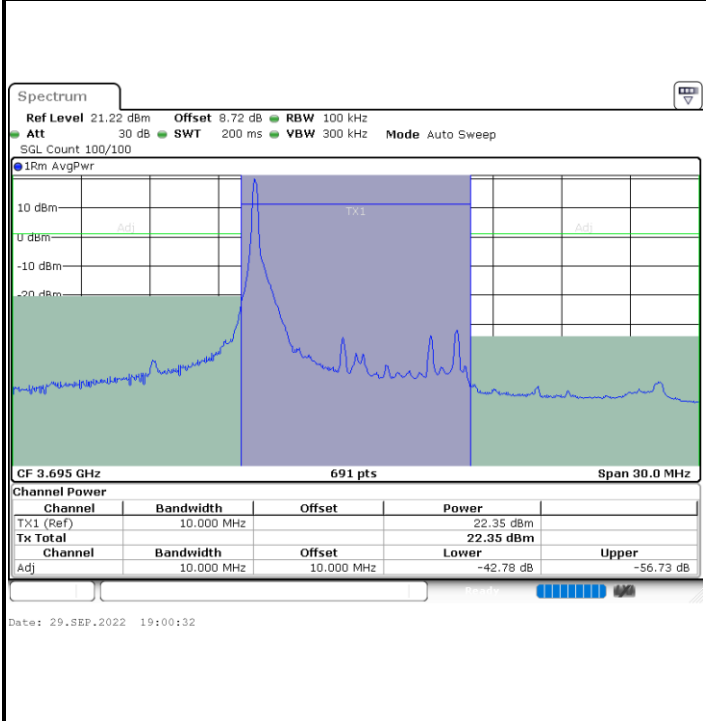 Spectrum
Ref Level 21.22 dBm Offset 8.72 dB RBW 100 kHz
Att 30 dB SWT 200 ms VBW 300 kHz Mode Auto Sweep
SGL Count 100/100
1Rm AvgPwr
10 dBm
TX1
Adj Adj
0 dBm
-10 dBm
-20 dBm
CF 3.695 GHz 691 pts Span 30.0 MHz
Channel Power
Channel Bandwidth Offset Power
TX1 (Ref) 10.000 MHz 22.35 dBm
Tx Total 22.35 dBm
Channel Bandwidth Offset Lower Upper
Adj 10.000 MHz 10.000 MHz -42.78 dB -56.73 dB
Ready
Date: 29.SEP.2022 19:00:32